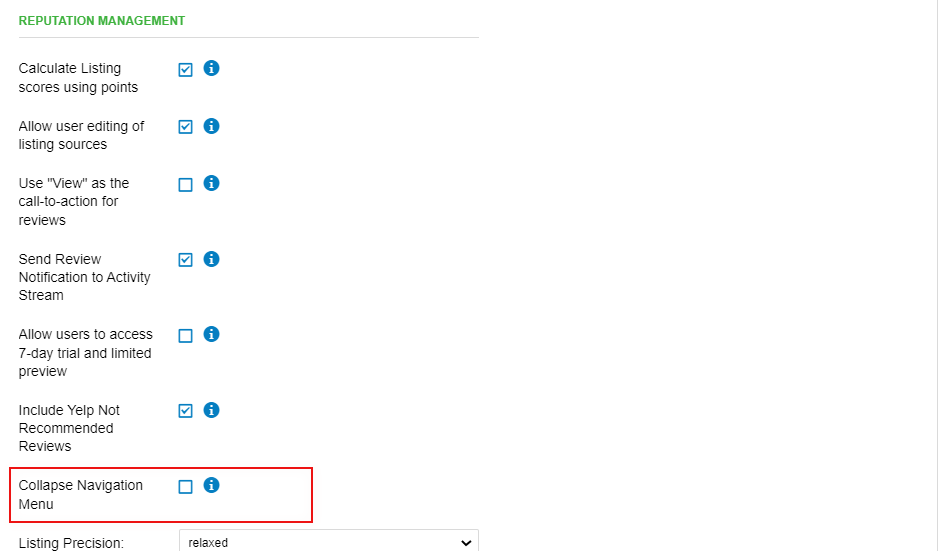 REPUTATION MANAGEMENT
Calculate Listing
scores using points
Allow user editing of
listing sources
Use "View" as the
call-to-action for
reviews
Send Review
Notification to Activity
Stream
Allow users to access
7-day trial and limited
preview
Include Yelp Not
Recommended
Reviews
Collapse Navigation
Menu
Listing Precision: relaxed